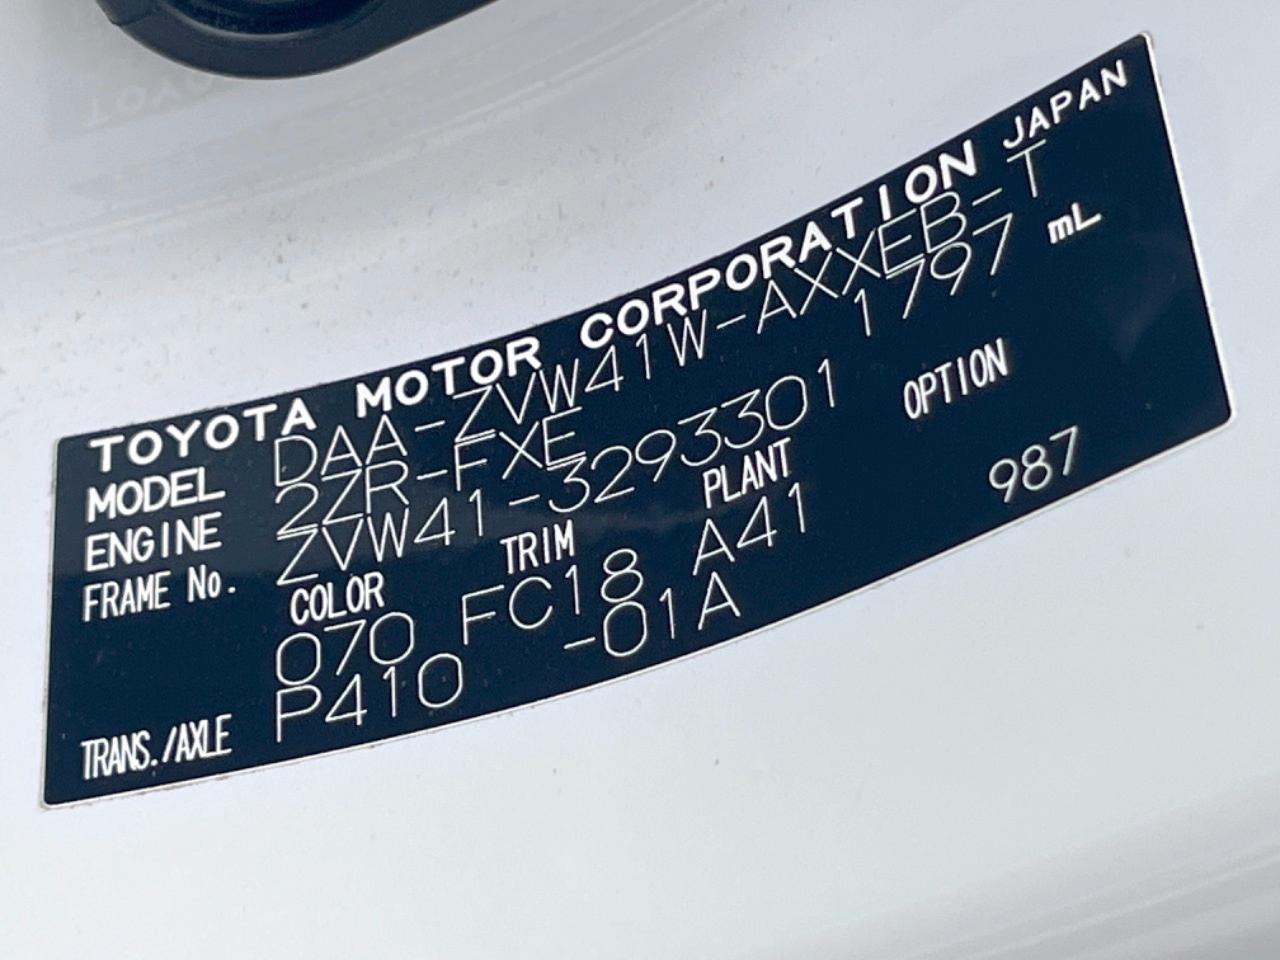 TOYOTA MOTOR CORPORATION JAPAN
MODEL DAA-ZVW41W-AXXEB-T
ENGINE 2ZR-FXE 1797 mL
FRAME No. ZVW41-3293301
COLOR TRIM PLANT OPTION
070 FC18 A41 987
TRANS./AXLE P410 -01A